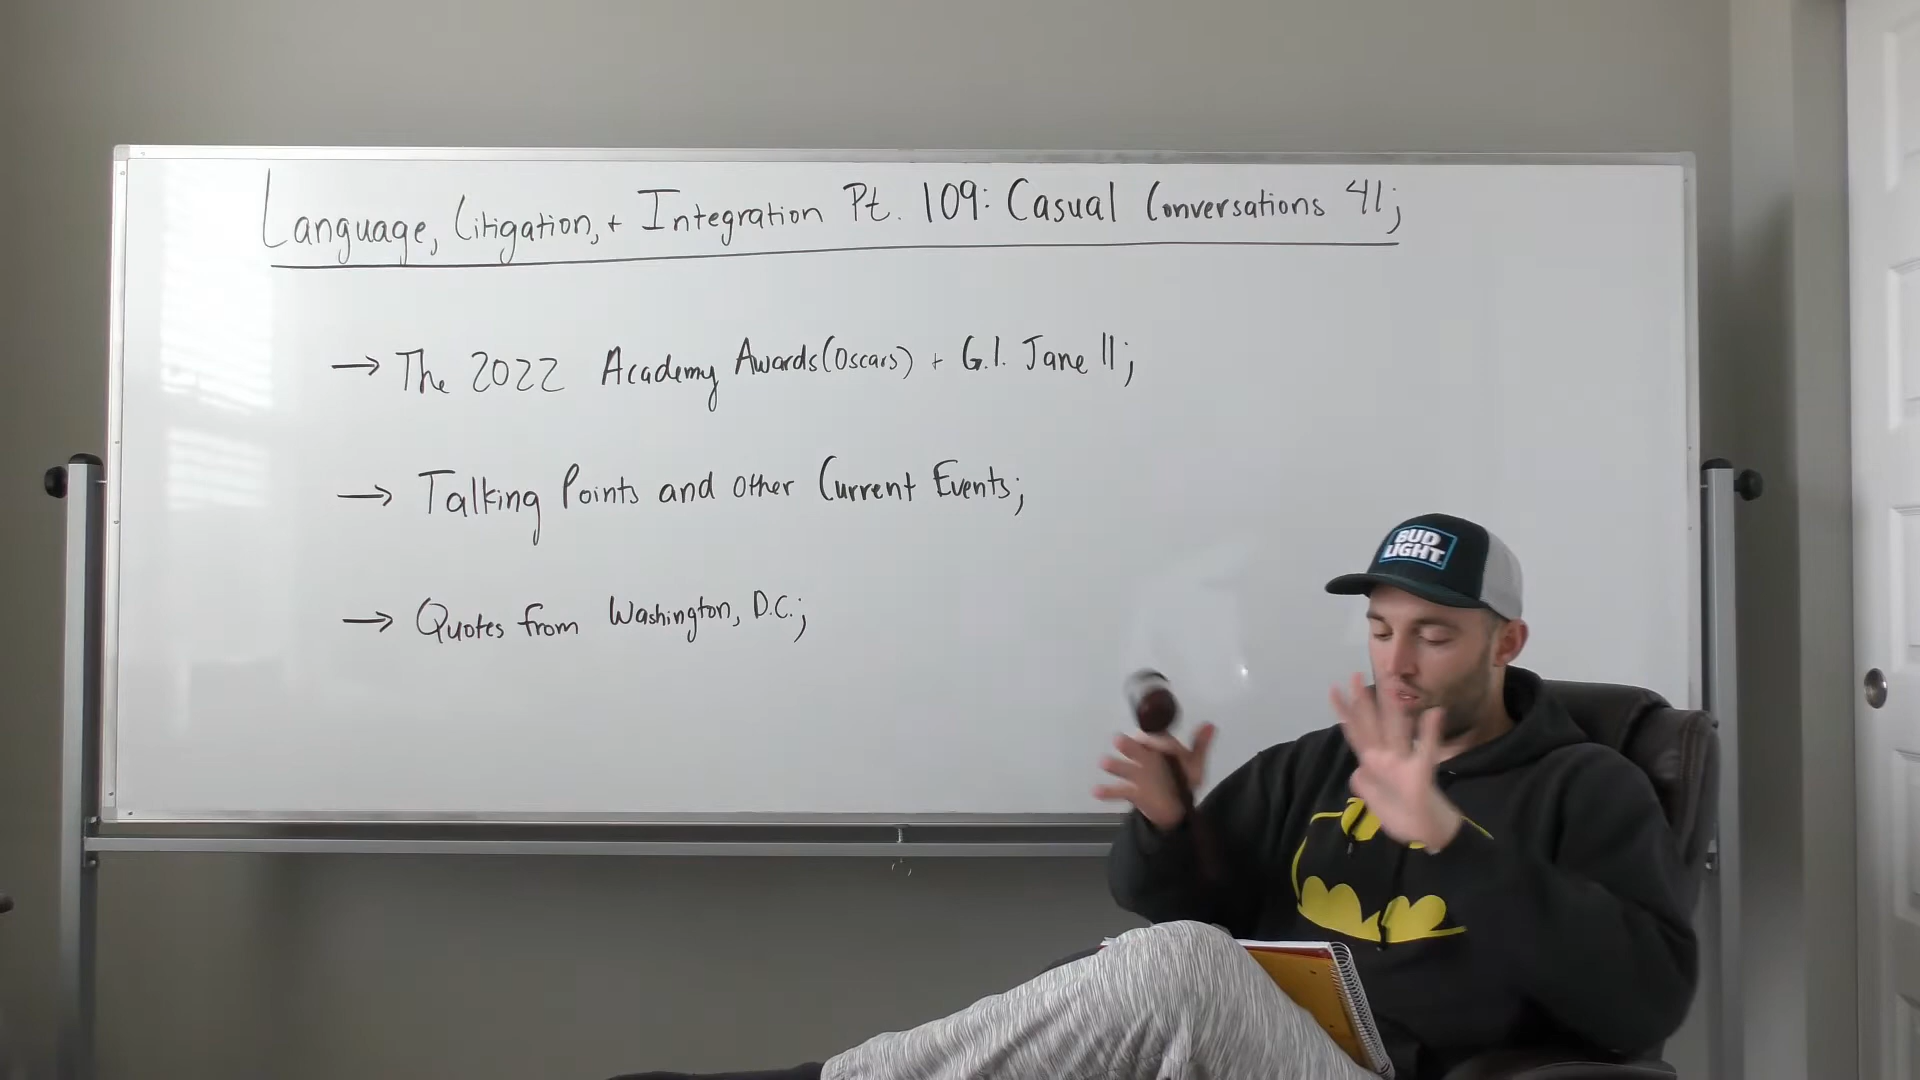 Language, Litigation, + Integration Pt. 109: Casual Conversations 41;
→ The 2022 Academy Awards (Oscars) + G.I. Jane II;
→ Talking Points and other Current Events;
→ Quotes from Washington, D.C.;
BUD
LIGHT